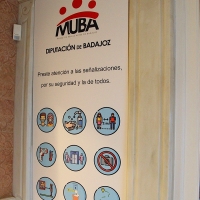 MUBA
DIPUTACIÓN DE BADAJOZ
Preste atención a las señalizaciones,
por su seguridad y la de todos.